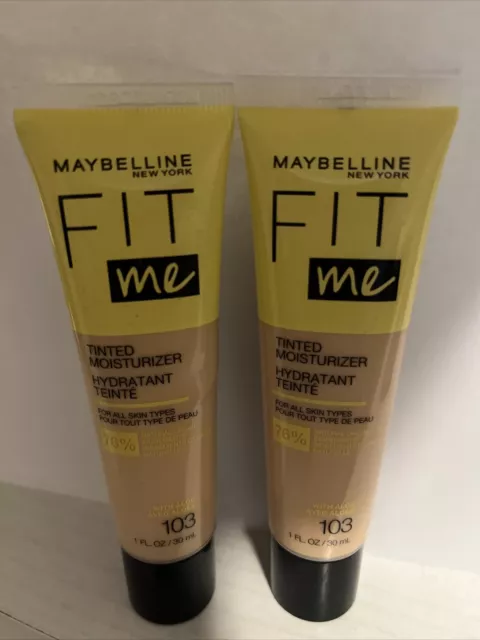 MAYBELLINE
NEW YORK
FIT
me
TINTED
MOISTURIZER
HYDRATANT
TEINTÉ
FOR ALL SKIN TYPES
POUR TOUT TYPE DE PEAU
76%
103
1 FL. OZ / 30 mL
MAYBELLINE
NEW YORK
FIT
me
TINTED
MOISTURIZER
HYDRATANT
TEINTÉ
FOR ALL SKIN TYPES
POUR TOUT TYPE DE PEAU
76%
103
1 FL. OZ / 30 mL